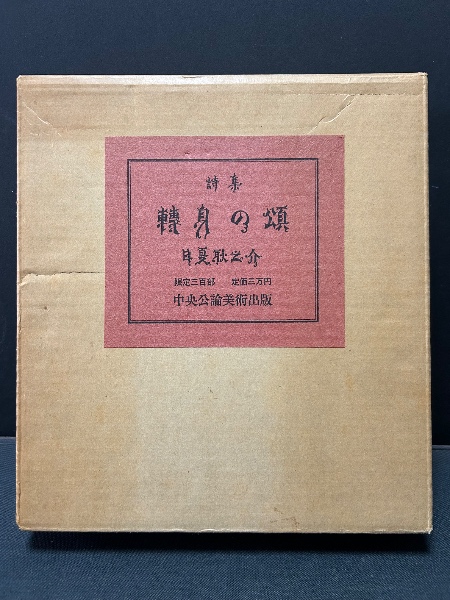 詩集
轉身の頌
日夏耿之介
限定三百部 定価三万円
中央公論美術出版